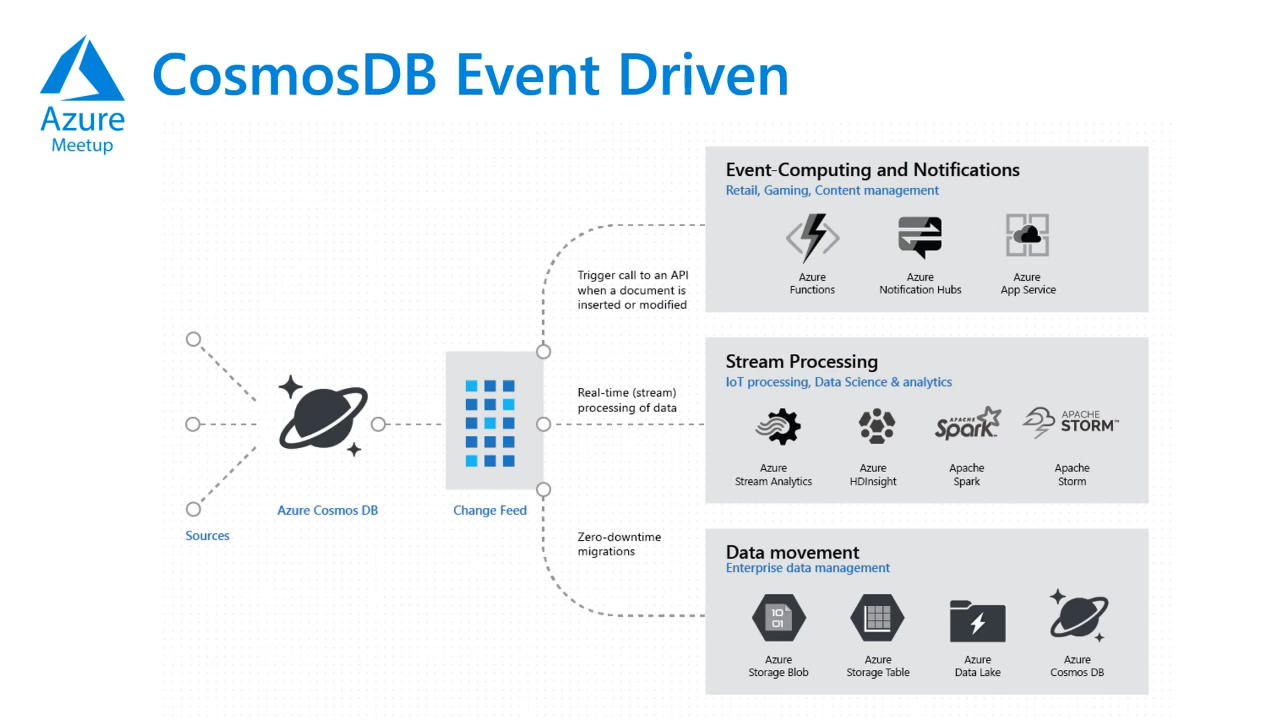 CosmosDB Event Driven
Azure
Meetup
Sources
Azure Cosmos DB
Change Feed
Trigger call to an API
when a document is
inserted or modified
Real-time (stream)
processing of data
Zero-downtime
migrations
Event-Computing and Notifications
Retail, Gaming, Content management
Azure
Functions
Azure
Notification Hubs
Azure
App Service
Stream Processing
IoT processing, Data Science & analytics
APACHE
Spark™
APACHE
STORM™
Azure
Stream Analytics
Azure
HDInsight
Apache
Spark
Apache
Storm
Data movement
Enterprise data management
10
01
Azure
Storage Blob
Azure
Storage Table
Azure
Data Lake
Azure
Cosmos DB